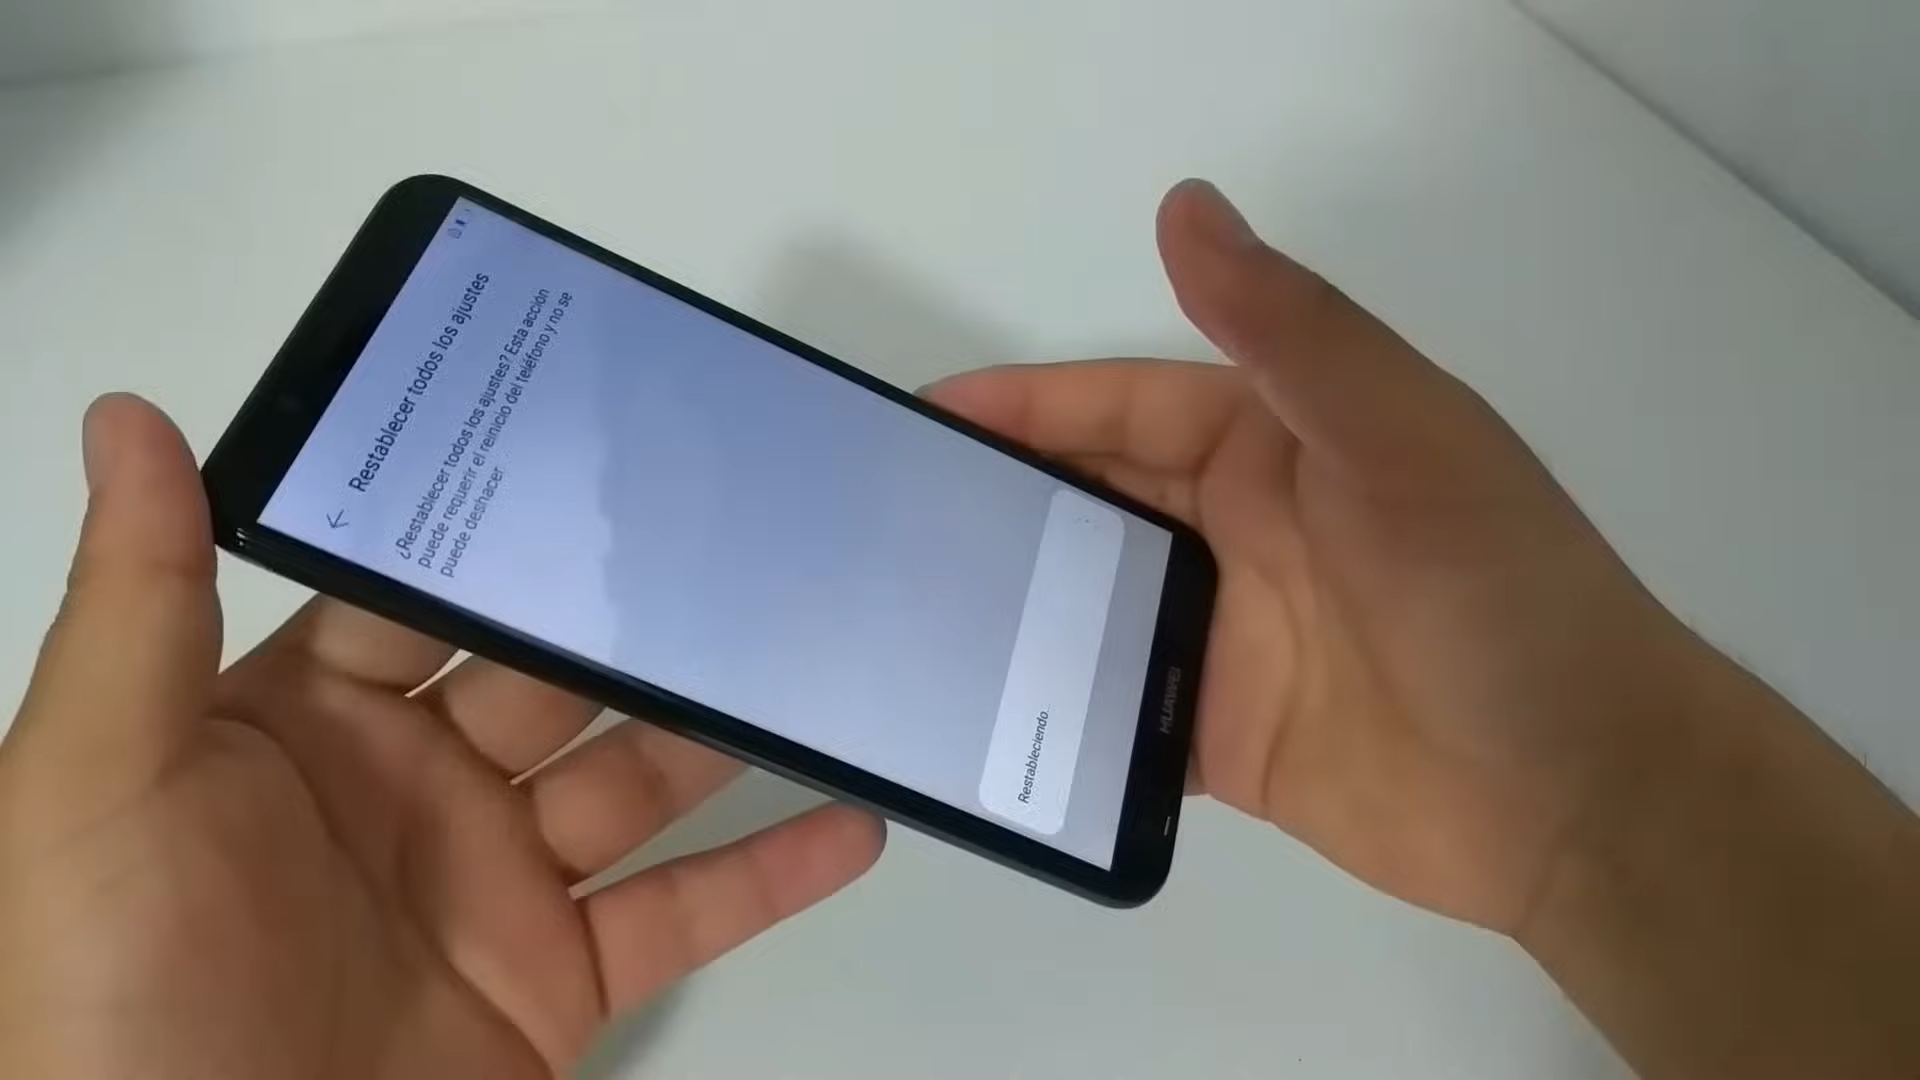 Restablecer todos los ajustes
¿Restablecer todos los ajustes? Esta acción
puede requerir el reinicio del teléfono y no se
puede deshacer
Restableciendo...
HUAWEI